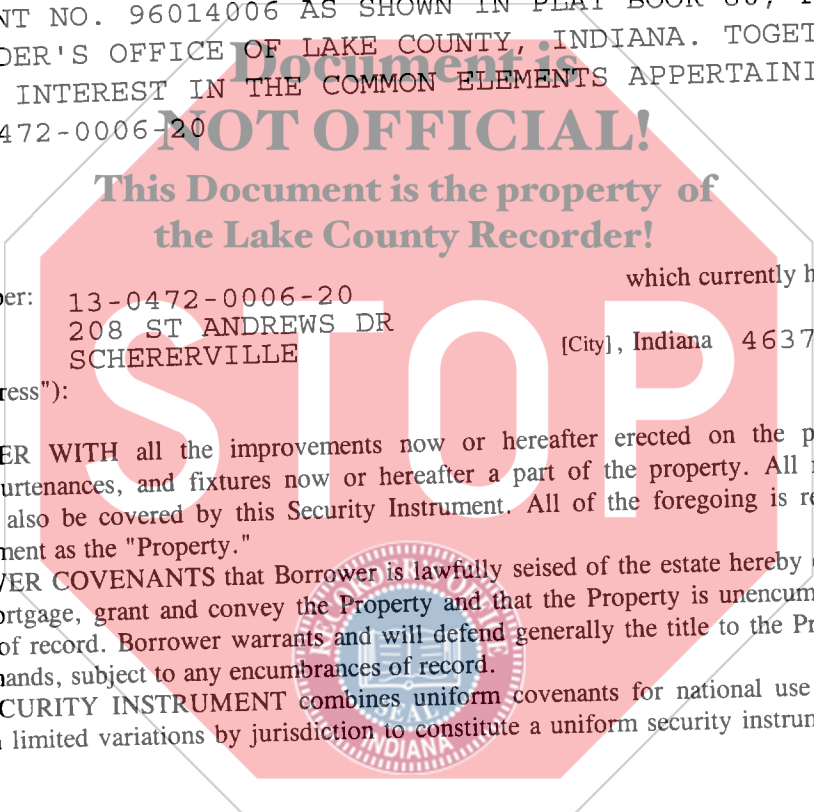 NT NO. 96014006 AS SHOWN IN PLAT BOOK
DER'S OFFICE OF LAKE COUNTY, INDIANA. TOGET
INTEREST IN THE COMMON ELEMENTS APPERTAINI
472-0006-20
Document is
NOT OFFICIAL!
This Document is the property of
the Lake County Recorder!
which currently h
ber: 13-0472-0006-20
208 ST ANDREWS DR
SCHERERVILLE [City], Indiana 4637
ress"):
STOP
ER WITH all the improvements now or hereafter erected on the p
urtenances, and fixtures now or hereafter a part of the property. All
also be covered by this Security Instrument. All of the foregoing is re
ment as the "Property."
VER COVENANTS that Borrower is lawfully seised of the estate hereby
ortgage, grant and convey the Property and that the Property is unencum
of record. Borrower warrants and will defend generally the title to the Pr
nands, subject to any encumbrances of record.
CURITY INSTRUMENT combines uniform covenants for national use
limited variations by jurisdiction to constitute a uniform security instrum
SEAL
INDIANA